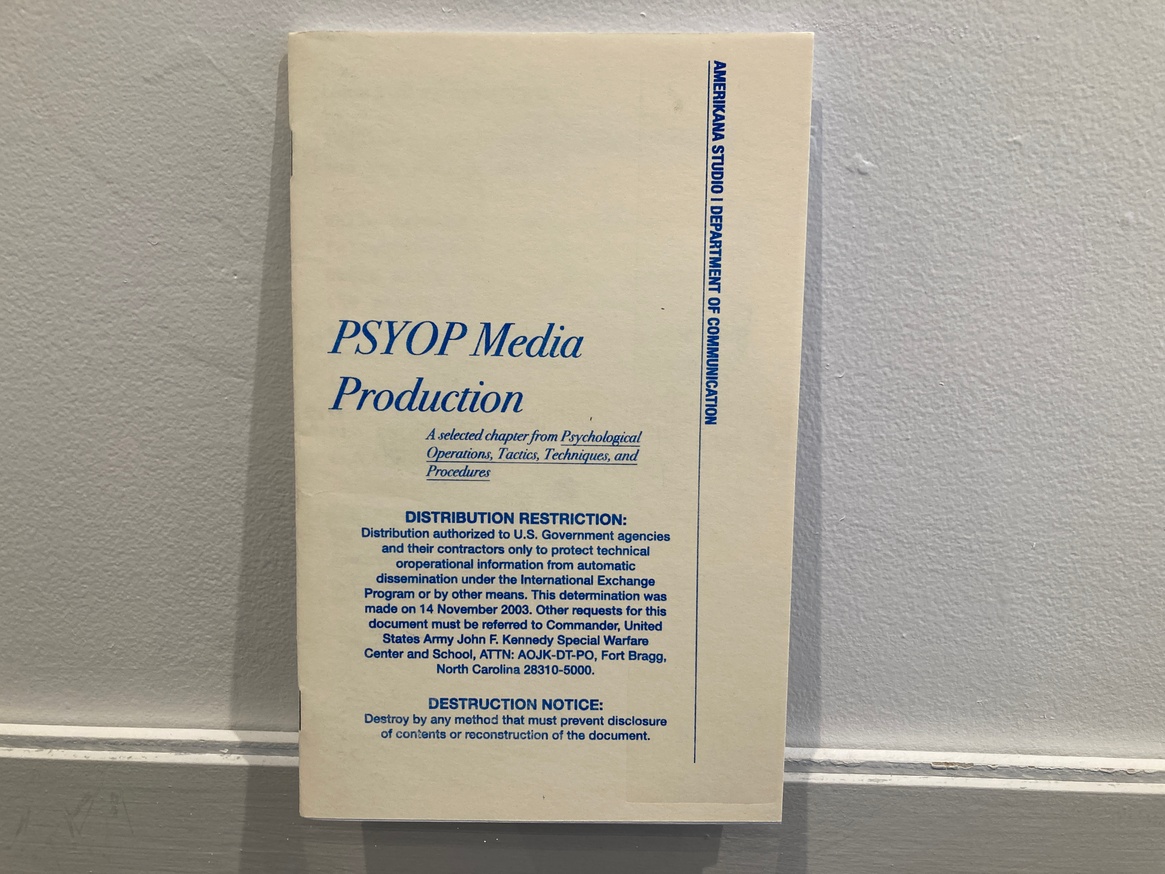 AMERIKANA STUDIO | DEPARTMENT OF COMMUNICATION
PSYOP Media
Production
A selected chapter from Psychological
Operations, Tactics, Techniques, and
Procedures
DISTRIBUTION RESTRICTION:
Distribution authorized to U.S. Government agencies
and their contractors only to protect technical
oroperational information from automatic
dissemination under the International Exchange
Program or by other means. This determination was
made on 14 November 2003. Other requests for this
document must be referred to Commander, United
States Army John F. Kennedy Special Warfare
Center and School, ATTN: AOJK-DT-PO, Fort Bragg,
North Carolina 28310-5000.
DESTRUCTION NOTICE:
Destroy by any method that must prevent disclosure
of contents or reconstruction of the document.